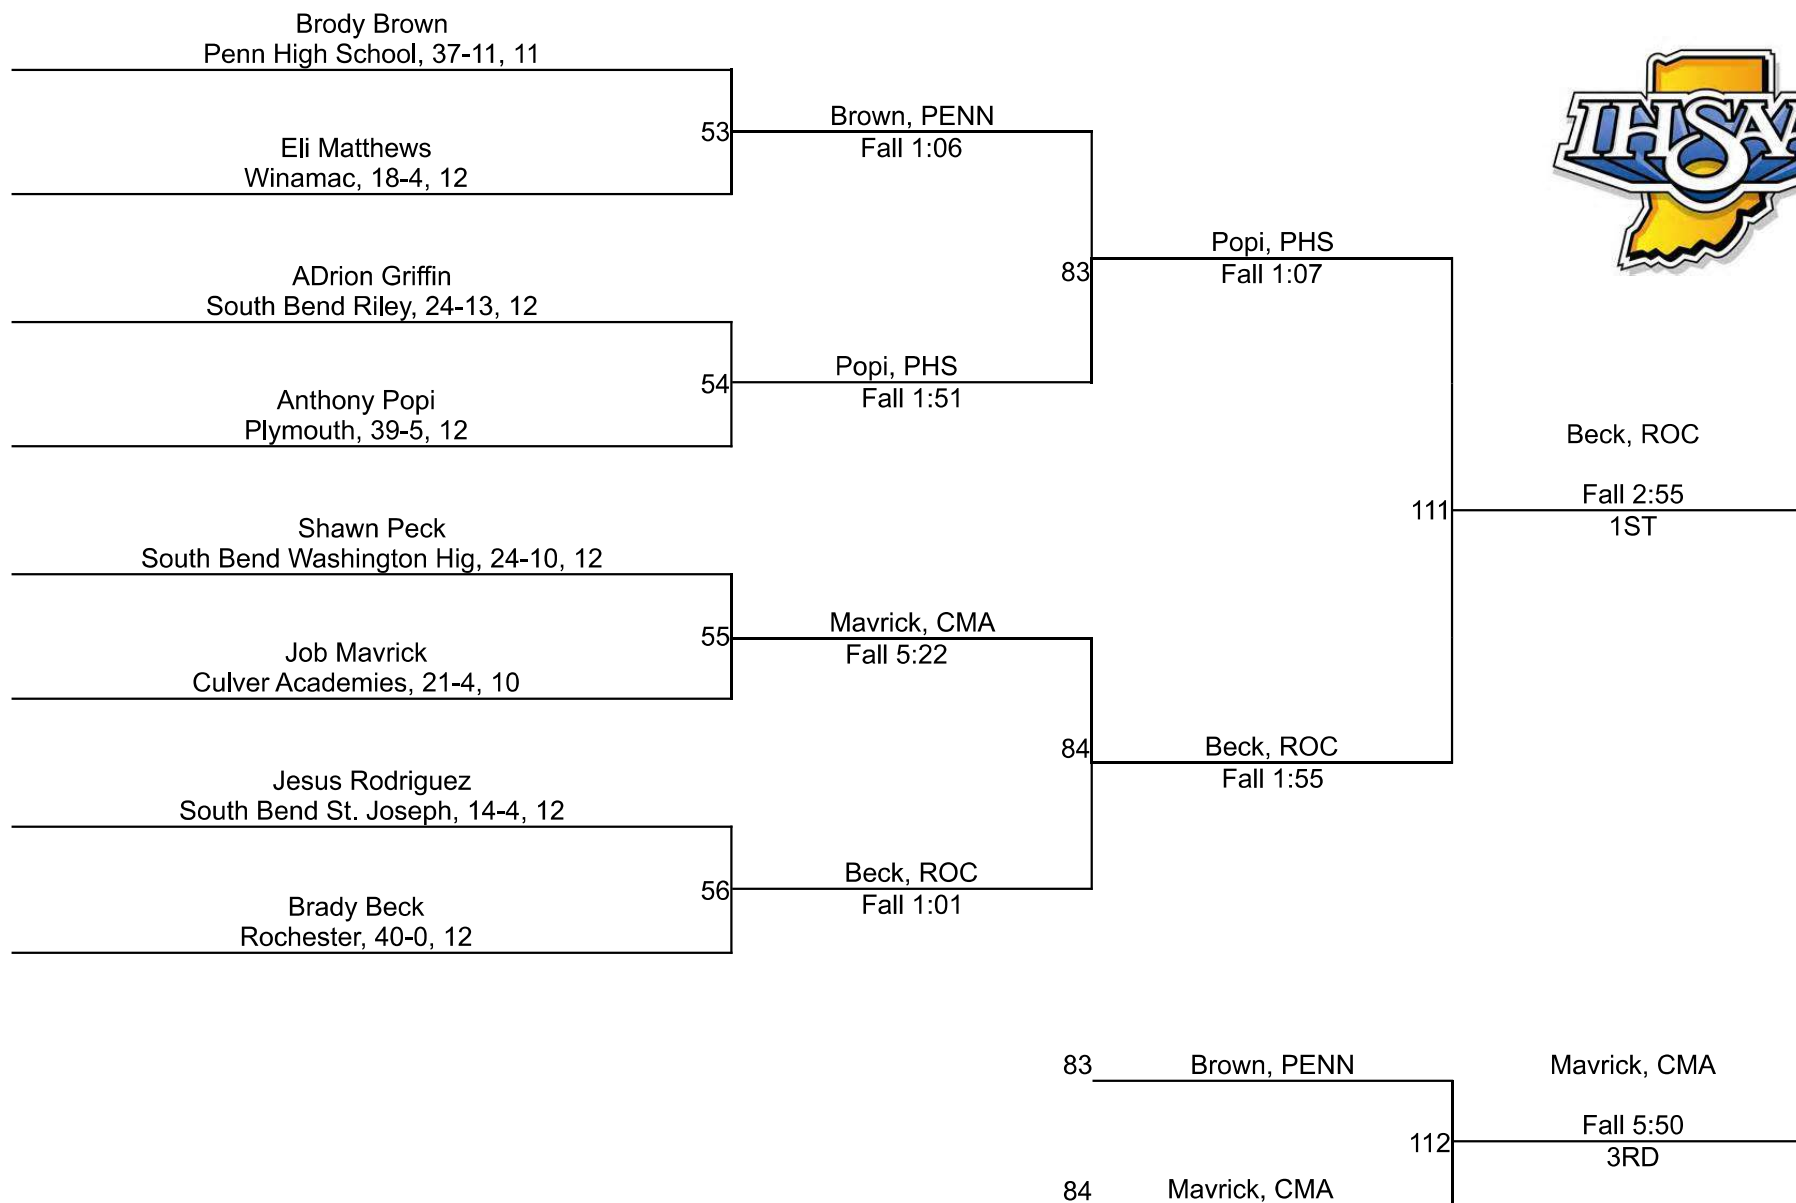 Brody Brown
Penn High School, 37-11, 11
Eli Matthews
Winamac, 18-4, 12
ADrion Griffin
South Bend Riley, 24-13, 12
Anthony Popi
Plymouth, 39-5, 12
Shawn Peck
South Bend Washington Hig, 24-10, 12
Job Mavrick
Culver Academies, 21-4, 10
Jesus Rodriguez
South Bend St. Joseph, 14-4, 12
Brady Beck
Rochester, 40-0, 12
53
Brown, PENN
Fall 1:06
54
Popi, PHS
Fall 1:51
55
Mavrick, CMA
Fall 5:22
56
Beck, ROC
Fall 1:01
83
Popi, PHS
Fall 1:07
84
Beck, ROC
Fall 1:55
IHSAA
111
Beck, ROC
Fall 2:55
1ST
83
Brown, PENN
84
Mavrick, CMA
112
Mavrick, CMA
Fall 5:50
3RD